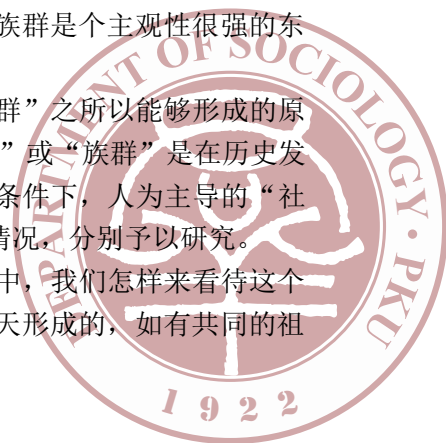 族群是个主观性很强的东
群”之所以能够形成的原
”或“族群”是在历史发
条件下，人为主导的“社
情况，分别予以研究。
中，我们怎样来看待这个
天形成的，如有共同的祖
DEPARTMENT OF SOCIOLOGY · PKU
1922